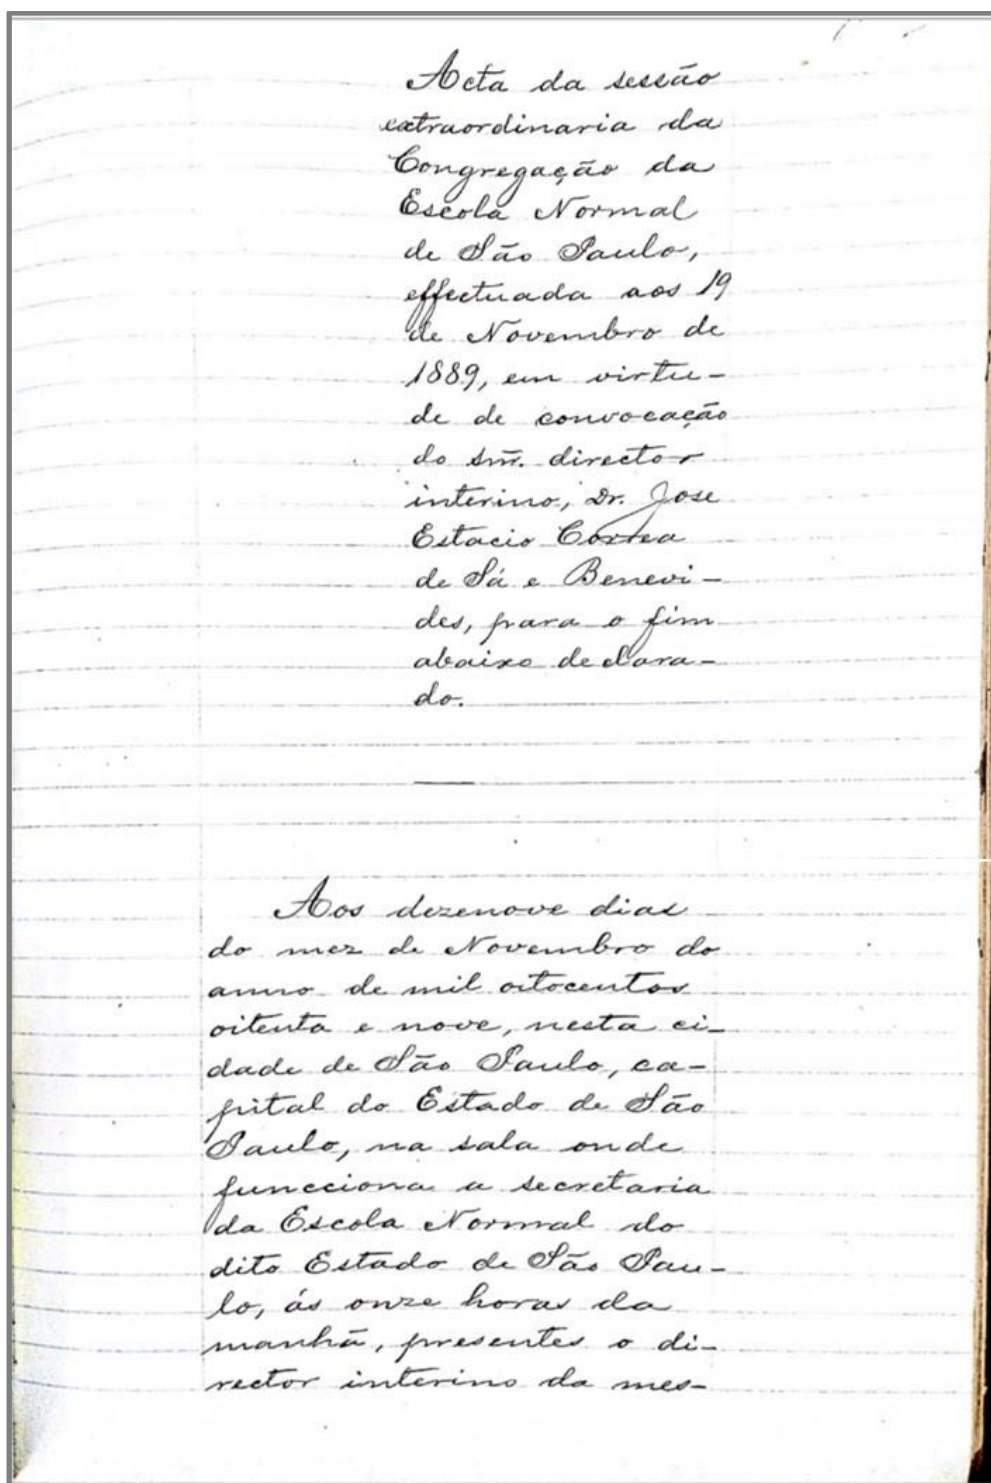 Acta da sessão
extraordinaria da
Congregação da
Escola Normal
de São Paulo,
effectuada aos 19
de Novembro de
1889, em virtu-
de de convocação
do snr. director
interino, Dr. Jose
Estacio Correa
de Sá e Benevi-
des, para o fim
abaixo declara-
do.
Aos dezenove dias
do mez de Novembro do
anno de mil oitocentos
oitenta e nove, nesta ci-
dade de São Paulo, ca-
pital do Estado de São
Paulo, na sala onde
funcciona a secretaria
da Escola Normal do
dito Estado de São Pau-
lo, ás onze horas da
manhã, presentes o di-
rector interino da mes-